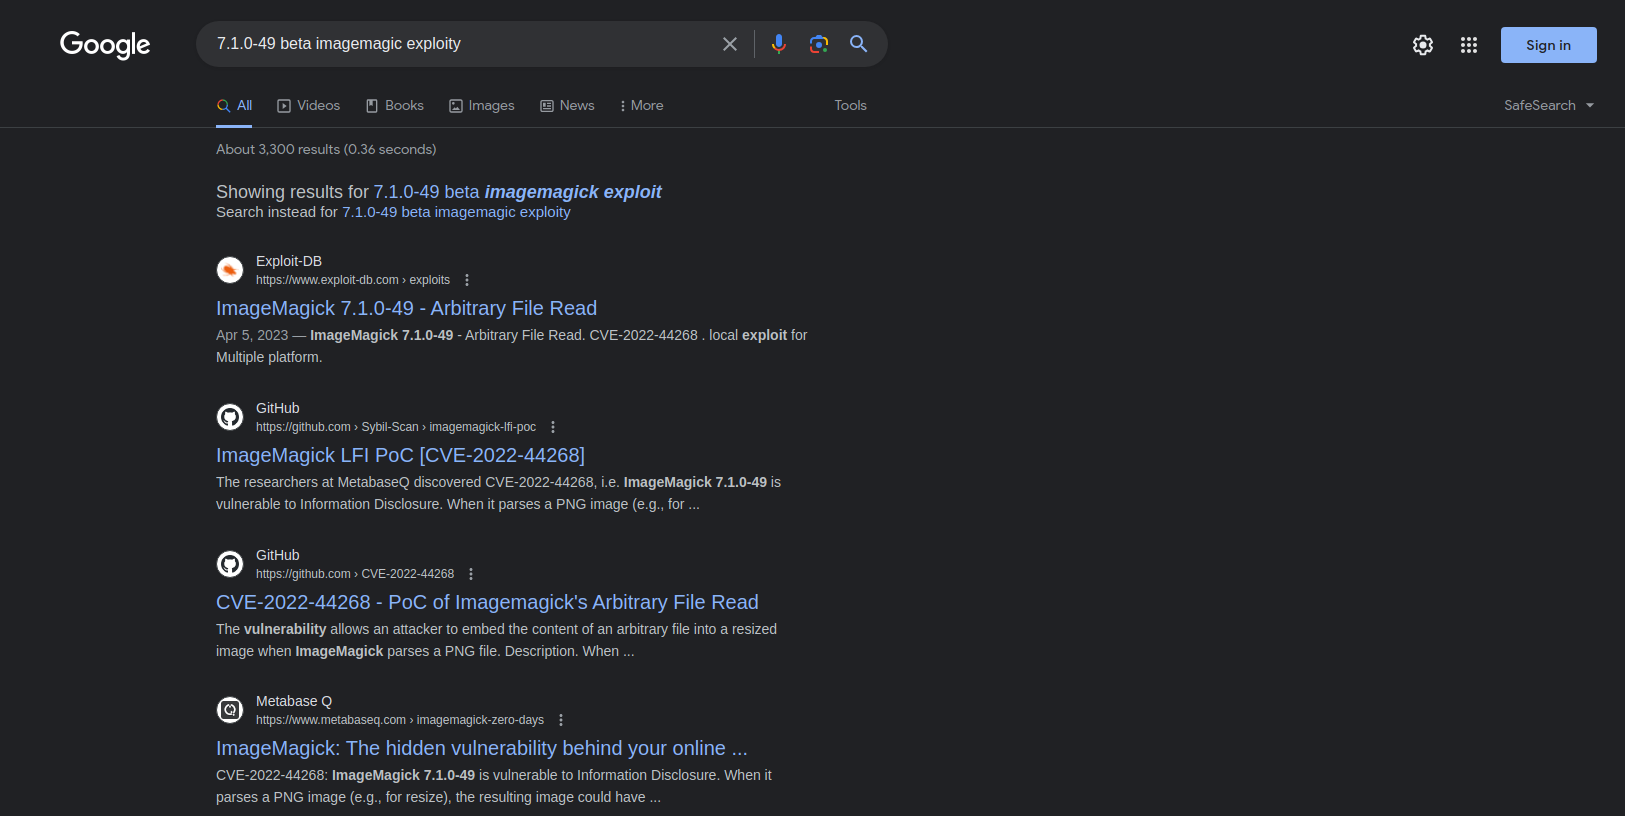 Google
7.1.0-49 beta imagemagic exploity
Sign in
All Videos Books Images News More Tools SafeSearch
About 3,300 results (0.36 seconds)
Showing results for 7.1.0-49 beta imagemagick exploit
Search instead for 7.1.0-49 beta imagemagic exploity
Exploit-DB
https://www.exploit-db.com › exploits
ImageMagick 7.1.0-49 - Arbitrary File Read
Apr 5, 2023 — ImageMagick 7.1.0-49 - Arbitrary File Read. CVE-2022-44268 . local exploit for
Multiple platform.
GitHub
https://github.com › Sybil-Scan › imagemagick-lfi-poc
ImageMagick LFI PoC [CVE-2022-44268]
The researchers at MetabaseQ discovered CVE-2022-44268, i.e. ImageMagick 7.1.0-49 is
vulnerable to Information Disclosure. When it parses a PNG image (e.g., for ...
GitHub
https://github.com › CVE-2022-44268
CVE-2022-44268 - PoC of Imagemagick's Arbitrary File Read
The vulnerability allows an attacker to embed the content of an arbitrary file into a resized
image when ImageMagick parses a PNG file. Description. When ...
Metabase Q
https://www.metabaseq.com › imagemagick-zero-days
ImageMagick: The hidden vulnerability behind your online ...
CVE-2022-44268: ImageMagick 7.1.0-49 is vulnerable to Information Disclosure. When it
parses a PNG image (e.g., for resize), the resulting image could have ...